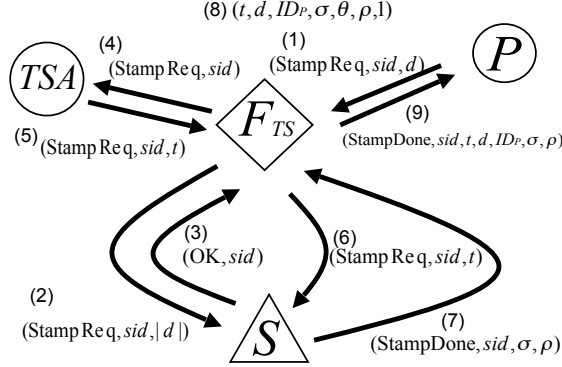 (8) (t, d, ID_P, σ, θ, ρ, 1)
(4)
(StampReq, sid)
(1)
(StampReq, sid, d)
P
TSA
F_TS
(9)
(StampDone, sid, t, d, ID_P, σ, ρ)
(5) (StampReq, sid, t)
(3)
(OK, sid)
(6)
(StampReq, sid, t)
(2)
(StampReq, sid, | d |)
S
(7)
(StampDone, sid, σ, ρ)